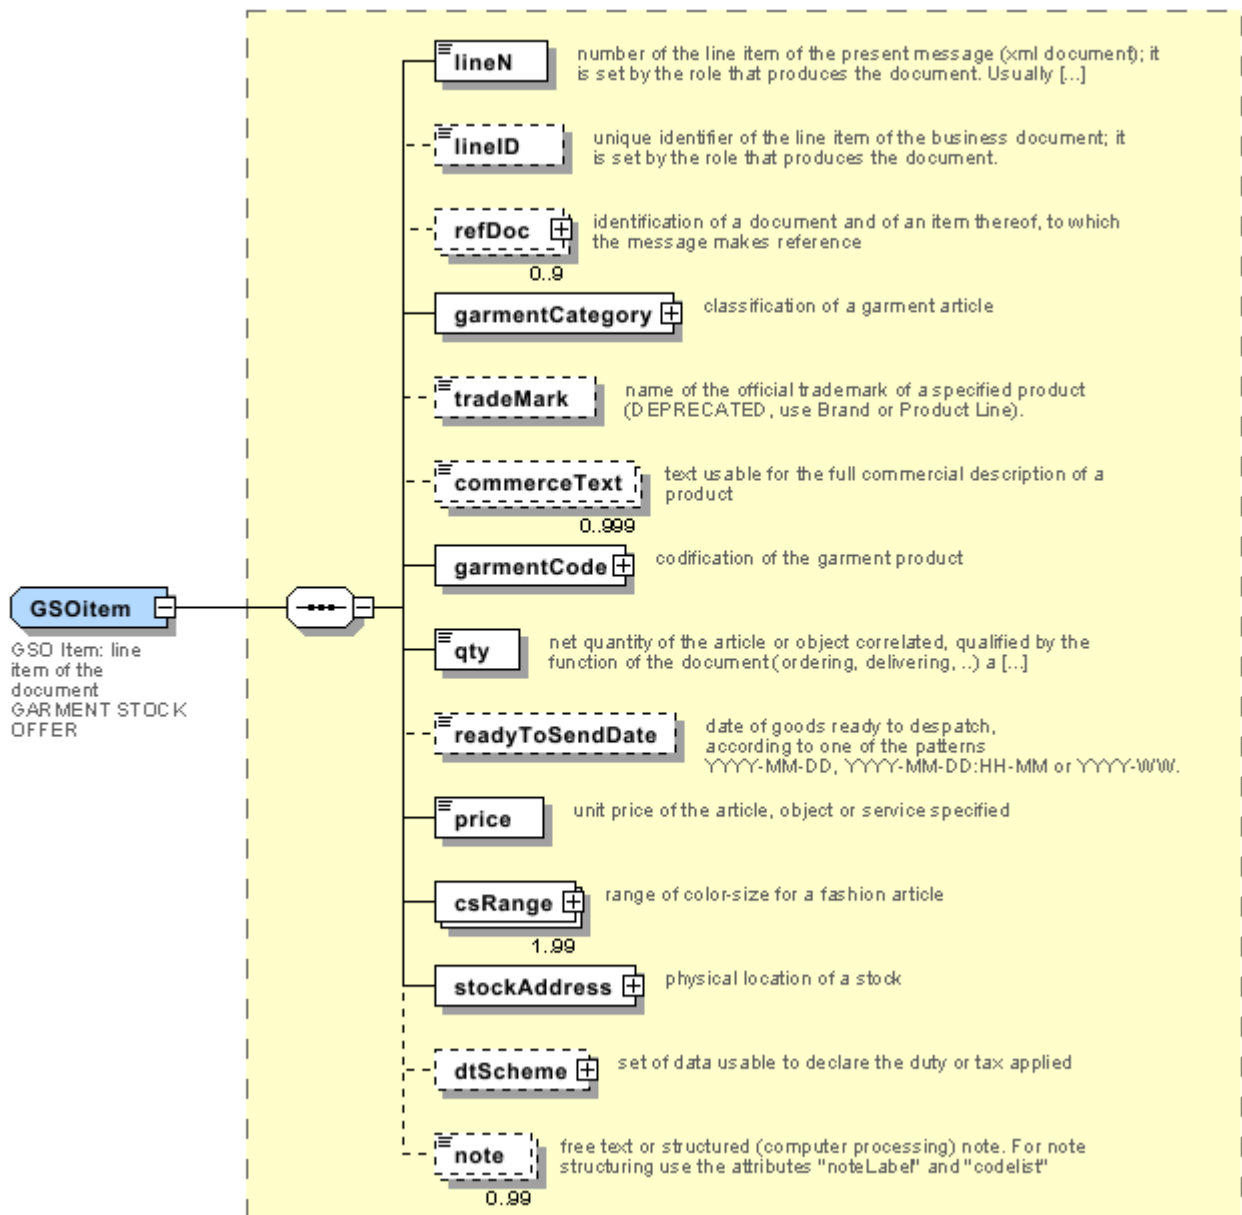 lineN
number of the line item of the present message (xml document); it
is set by the role that produces the document. Usually [...]
lineID
unique identifier of the line item of the business document; it
is set by the role that produces the document.
refDoc
identification of a document and of an item thereof, to which
the message makes reference
0..9
garmentCategory
classification of a garment article
tradeMark
name of the official trademark of a specified product
(DEPRECATED, use Brand or Product Line).
commerceText
text usable for the full commercial description of a
product
0..999
garmentCode
codification of the garment product
GSOitem
GSO Item: line
item of the
document
GARMENT STOCK
OFFER
qty
net quantity of the article or object correlated, qualified by the
function of the document (ordering, delivering, ..) a [...]
readyToSendDate
date of goods ready to despatch,
according to one of the patterns
YYYY-MM-DD, YYYY-MM-DD:HH-MM or YYYY-WW.
price
unit price of the article, object or service specified
csRange
range of color-size for a fashion article
1..99
stockAddress
physical location of a stock
dtScheme
set of data usable to declare the duty or tax applied
note
free text or structured (computer processing) note. For note
structuring use the attributes "noteLabel" and "codelist"
0..99